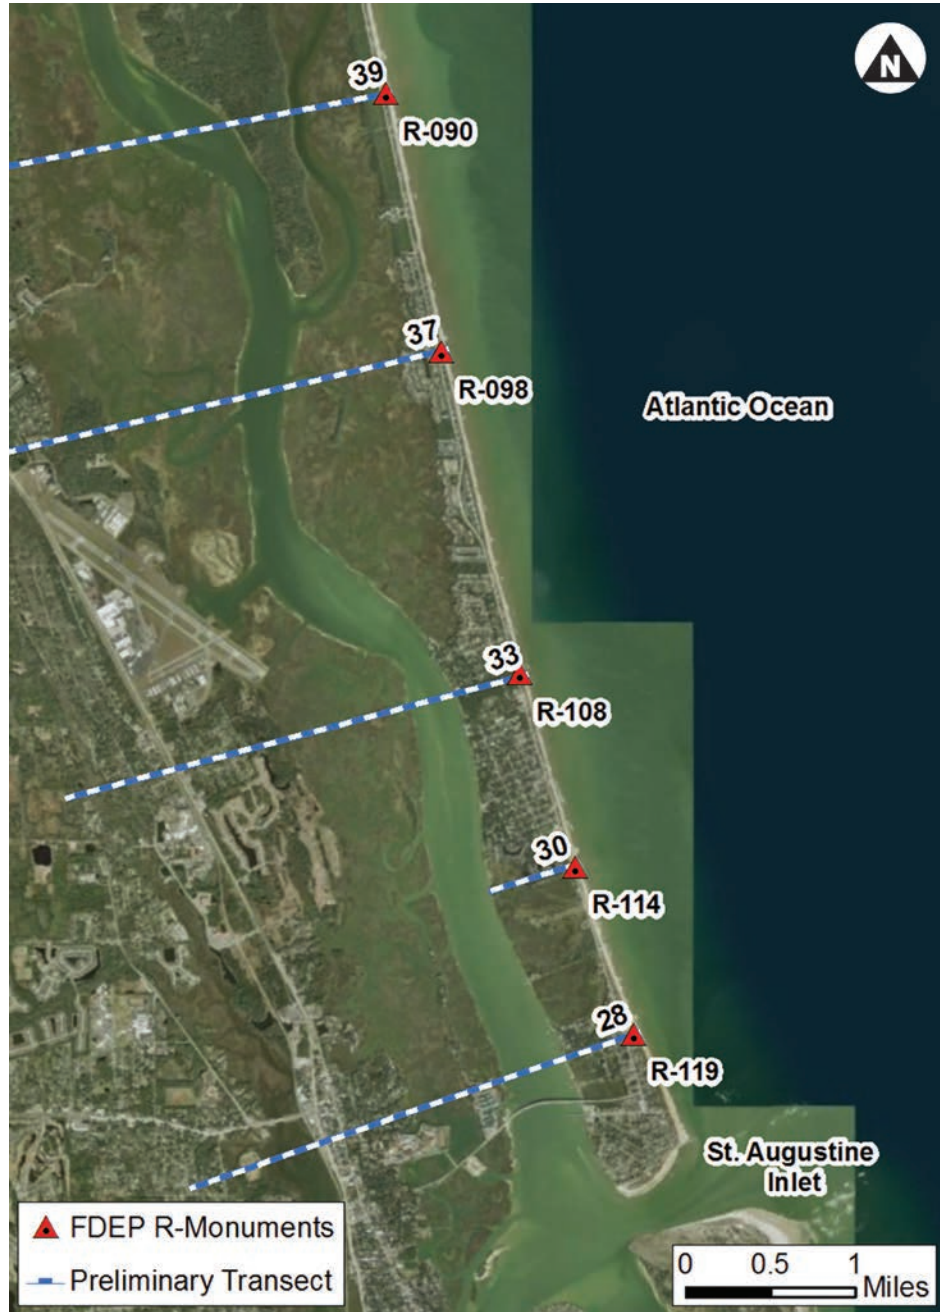 N
39
R-090
37
R-098
Atlantic Ocean
33
R-108
30
R-114
28
R-119
St. Augustine
Inlet
FDEP R-Monuments
Preliminary Transect
0 0.5 1
Miles